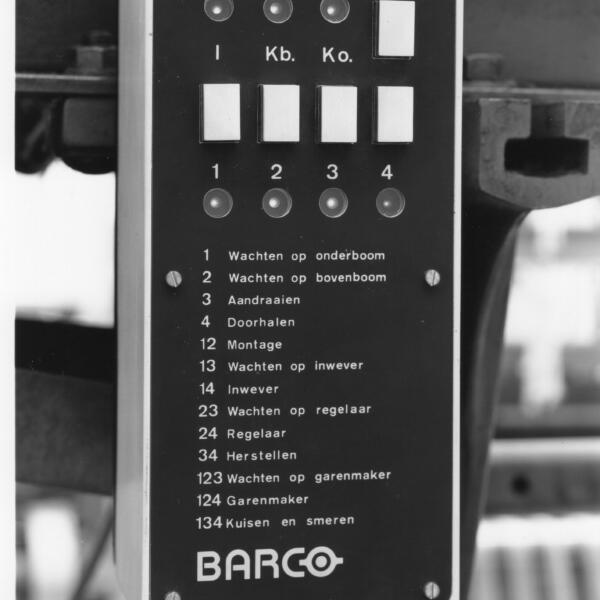 I Kb. Ko.
1 2 3 4
1 Wachten op onderboom
2 Wachten op bovenboom
3 Aandraaien
4 Doorhalen
12 Montage
13 Wachten op inwever
14 Inwever
23 Wachten op regelaar
24 Regelaar
34 Herstellen
123 Wachten op garenmaker
124 Garenmaker
134 Kuisen en smeren
BARCO